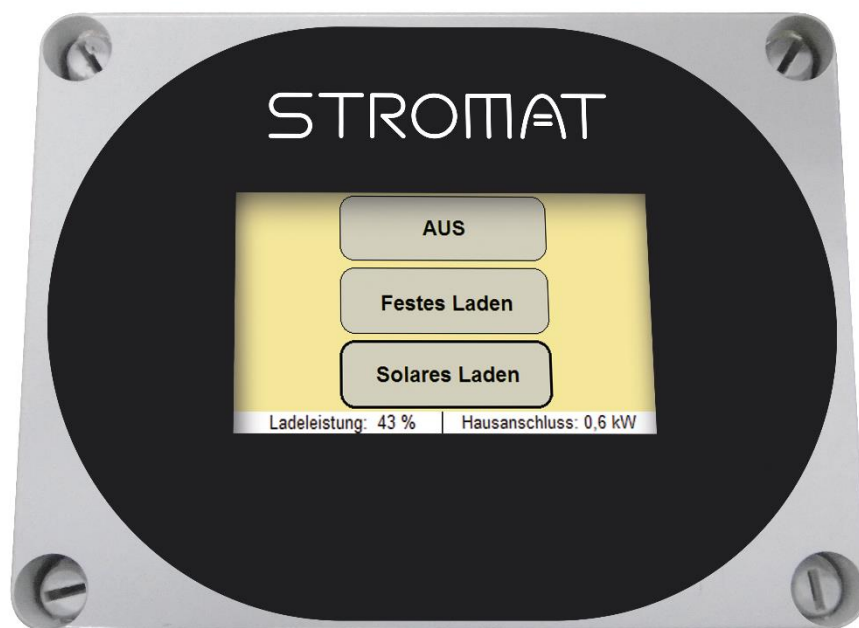 STROMAT
AUS
Festes Laden
Solares Laden
Ladeleistung: 43 % Hausanschluss: 0,6 kW